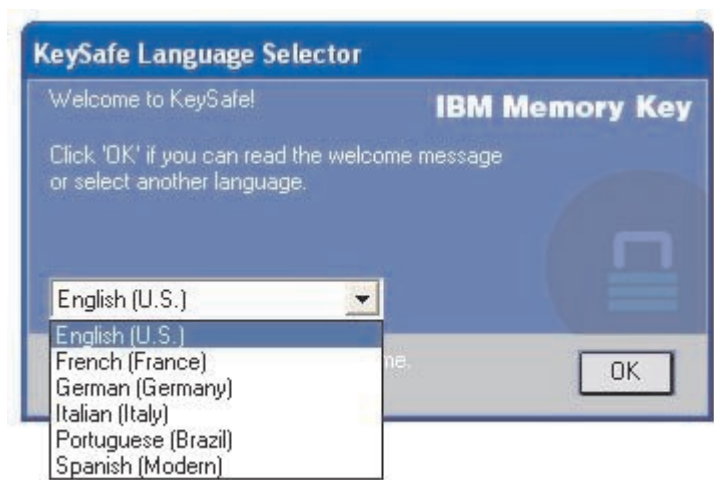 KeySafe Language Selector
Welcome to KeySafe!
IBM Memory Key
Click 'OK' if you can read the welcome message
or select another language.
English (U.S.)
English (U.S.)
French (France)
German (Germany)
Italian (Italy)
Portuguese (Brazil)
Spanish (Modern)
OK